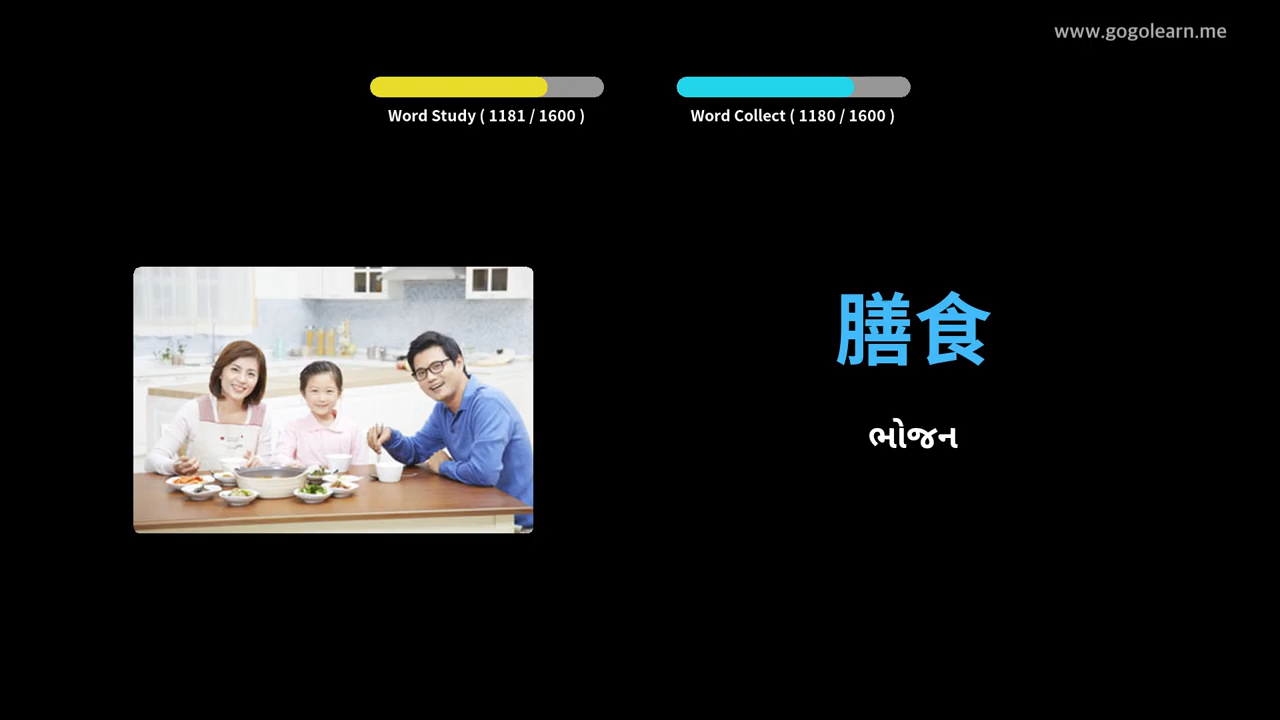 www.gogolearn.me
Word Study ( 1181 / 1600 )
Word Collect ( 1180 / 1600 )
膳食
ભોજન